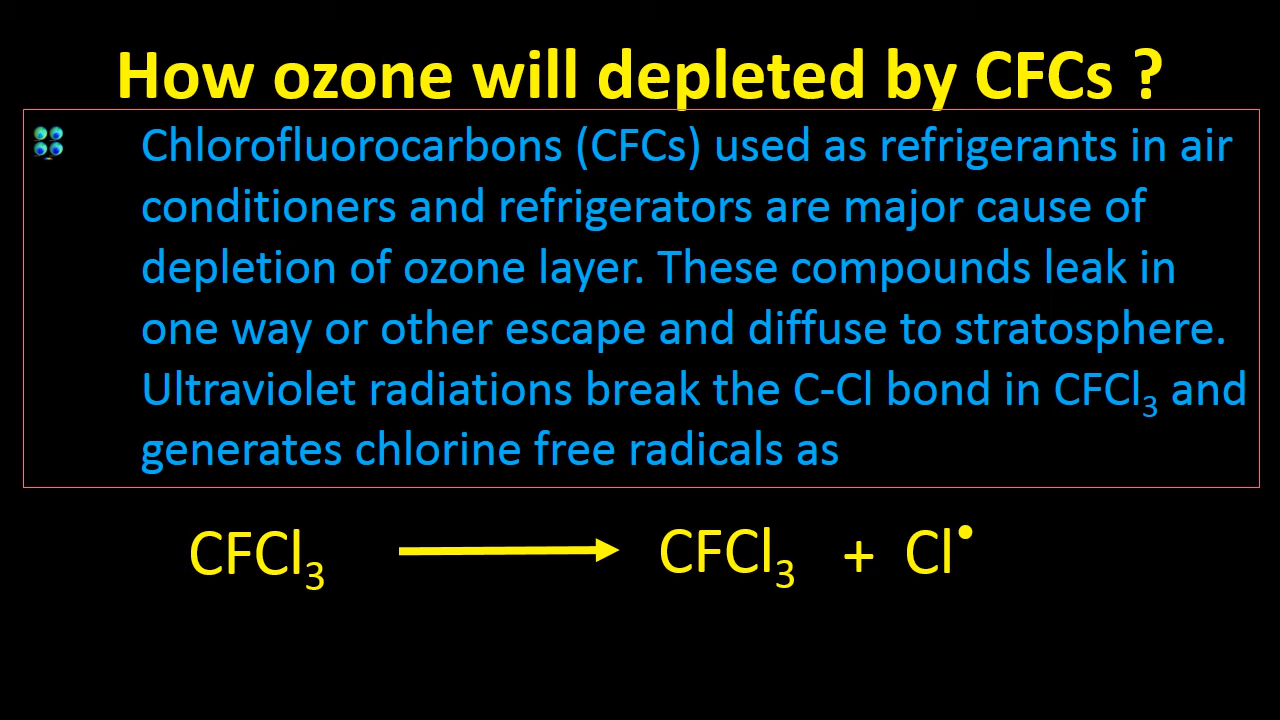 How ozone will depleted by CFCs ?
Chlorofluorocarbons (CFCs) used as refrigerants in air
conditioners and refrigerators are major cause of
depletion of ozone layer. These compounds leak in
one way or other escape and diffuse to stratosphere.
Ultraviolet radiations break the C-Cl bond in CFCl₃ and
generates chlorine free radicals as
CFCl₃ ⟶ CFCl₃ + Cl•